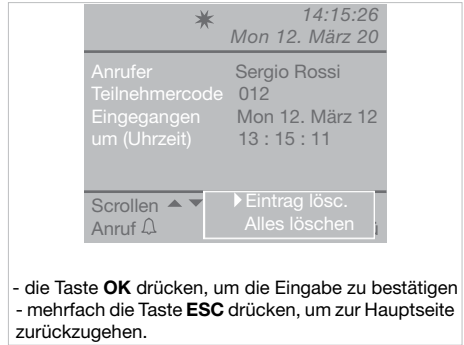 14:15:26
Mon 12. März 20
Anrufer Sergio Rossi
Teilnehmercode 012
Eingegangen Mon 12. März 12
um (Uhrzeit) 13 : 15 : 11
Scrollen ▲ ▼ ▶ Eintrag lösc.
Anruf Alles löschen
- die Taste OK drücken, um die Eingabe zu bestätigen
- mehrfach die Taste ESC drücken, um zur Hauptseite
zurückzugehen.